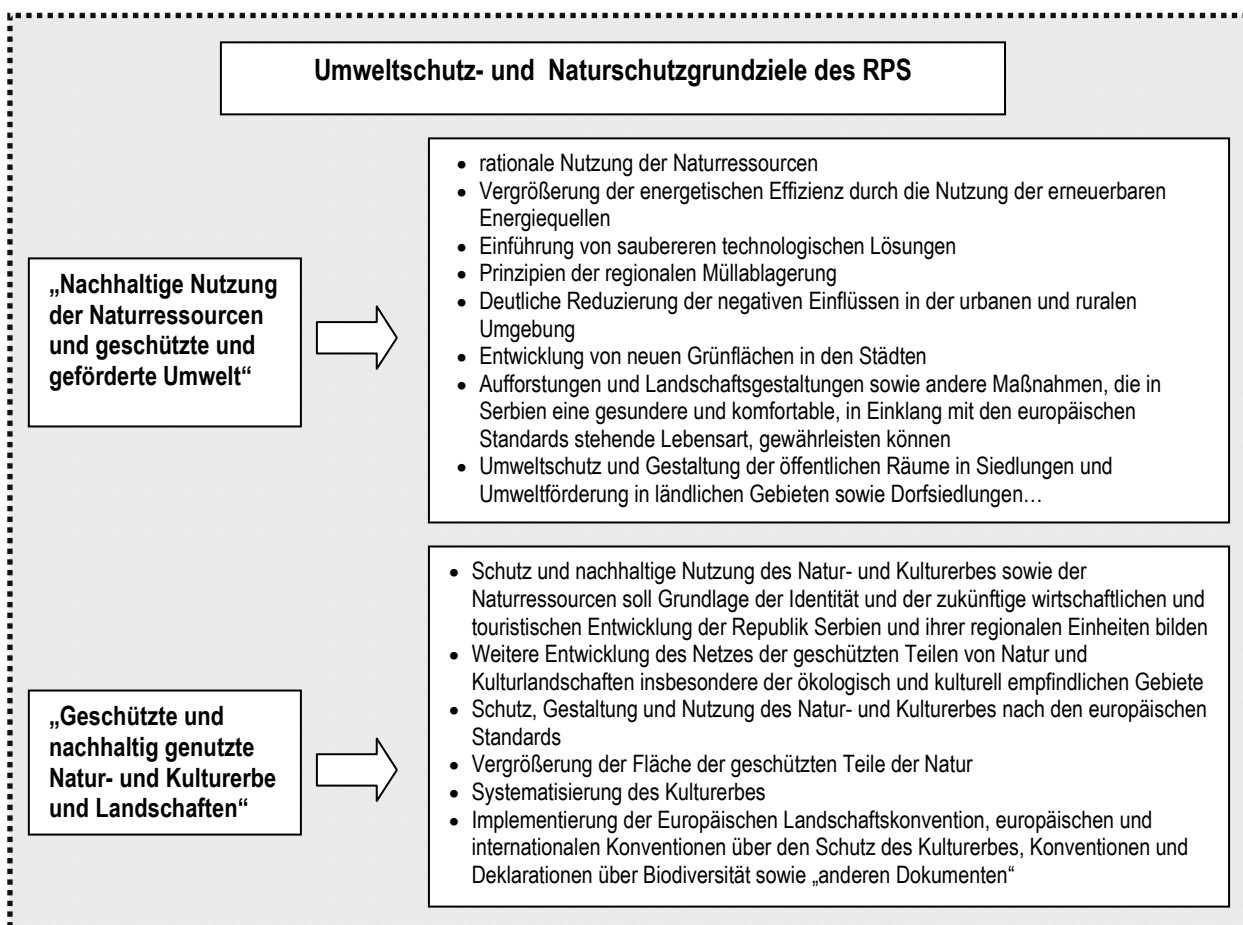 Umweltschutz- und Naturschutzgrundziele des RPS
„Nachhaltige Nutzung
der Naturressourcen
und geschützte und
geförderte Umwelt“
• rationale Nutzung der Naturressourcen
• Vergrößerung der energetischen Effizienz durch die Nutzung der erneuerbaren
Energiequellen
• Einführung von saubereren technologischen Lösungen
• Prinzipien der regionalen Müllablagerung
• Deutliche Reduzierung der negativen Einflüssen in der urbanen und ruralen
Umgebung
• Entwicklung von neuen Grünflächen in den Städten
• Aufforstungen und Landschaftsgestaltungen sowie andere Maßnahmen, die in
Serbien eine gesundere und komfortable, in Einklang mit den europäischen
Standards stehende Lebensart, gewährleisten können
• Umweltschutz und Gestaltung der öffentlichen Räume in Siedlungen und
Umweltförderung in ländlichen Gebieten sowie Dorfsiedlungen…
„Geschützte und
nachhaltig genutzte
Natur- und Kulturerbe
und Landschaften“
• Schutz und nachhaltige Nutzung des Natur- und Kulturerbes sowie der
Naturressourcen soll Grundlage der Identität und der zukünftige wirtschaftlichen und
touristischen Entwicklung der Republik Serbien und ihrer regionalen Einheiten bilden
• Weitere Entwicklung des Netzes der geschützten Teilen von Natur und
Kulturlandschaften insbesondere der ökologisch und kulturell empfindlichen Gebiete
• Schutz, Gestaltung und Nutzung des Natur- und Kulturerbes nach den europäischen
Standards
• Vergrößerung der Fläche der geschützten Teile der Natur
• Systematisierung des Kulturerbes
• Implementierung der Europäischen Landschaftskonvention, europäischen und
internationalen Konventionen über den Schutz des Kulturerbes, Konventionen und
Deklarationen über Biodiversität sowie „anderen Dokumenten“